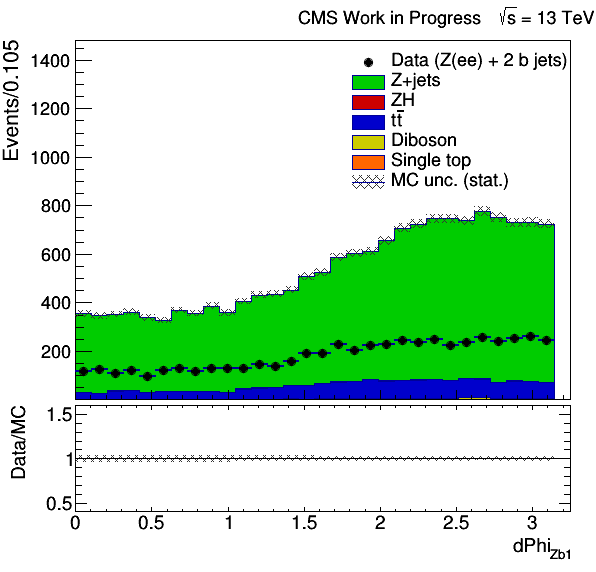 CMS Work in Progress √s = 13 TeV
Events/0.105
1400
1200
1000
800
600
400
200
Data (Z(ee) + 2 b jets)
Z+jets
ZH
tt̅
Diboson
Single top
MC unc. (stat.)
Data/MC
1.5
1
0.5
0 0.5 1 1.5 2 2.5 3
dPhi_Zb1